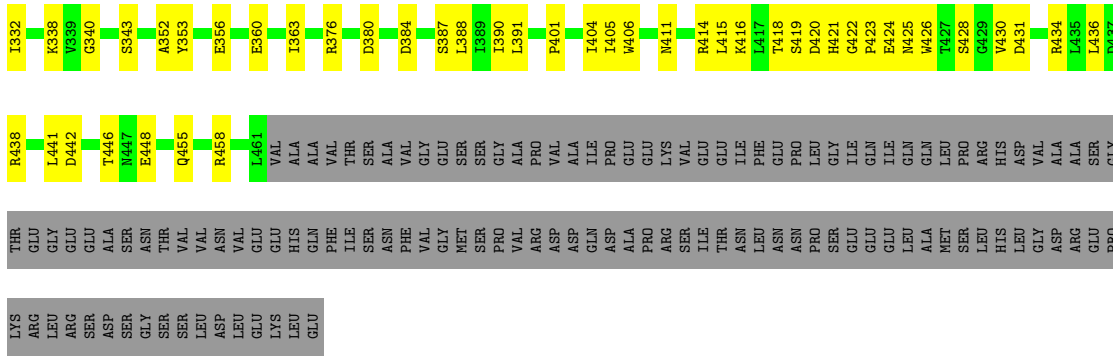 I332 K338 V339 G340 S343 A352 Y353 E356 E360 I363 R376 D380 D384 S387 L388 I389 I390 L391 P401 I404 I405 W406 N411 R414 L415 K416 L417 T418 S419 D420 H421 G422 P423 E424 N425 W426 T427 S428 G429 V430 D431 R434 L435 L436
R438 L441 D442 T446 N447 E448 Q455 R458 L461 VAL ALA ALA VAL THR SER ALA VAL GLY GLU SER SER GLY ALA PRO VAL ALA ILE PRO GLU GLU LYS VAL GLU GLU ILE PHE GLU PRO LEU GLY ILE GLN ILE GLN GLN LEU PRO ARG HIS ASP VAL ALA ALA SER GLY
THR GLU GLY GLU GLU ALA SER ASN THR VAL VAL ASN VAL GLU GLU HIS GLN PHE ILE SER ASN PHE VAL GLY MET SER PRO VAL ARG ASP ASP GLN ASP ALA PRO ARG SER ILE THR ASN LEU ASN ASN PRO SER GLU GLU GLU LEU ALA MET SER LEU HIS LEU GLY ASP ARG GLU PRO
LYS ARG LEU ARG SER ASP SER GLY SER SER LEU ASP LEU GLU LYS LEU GLU